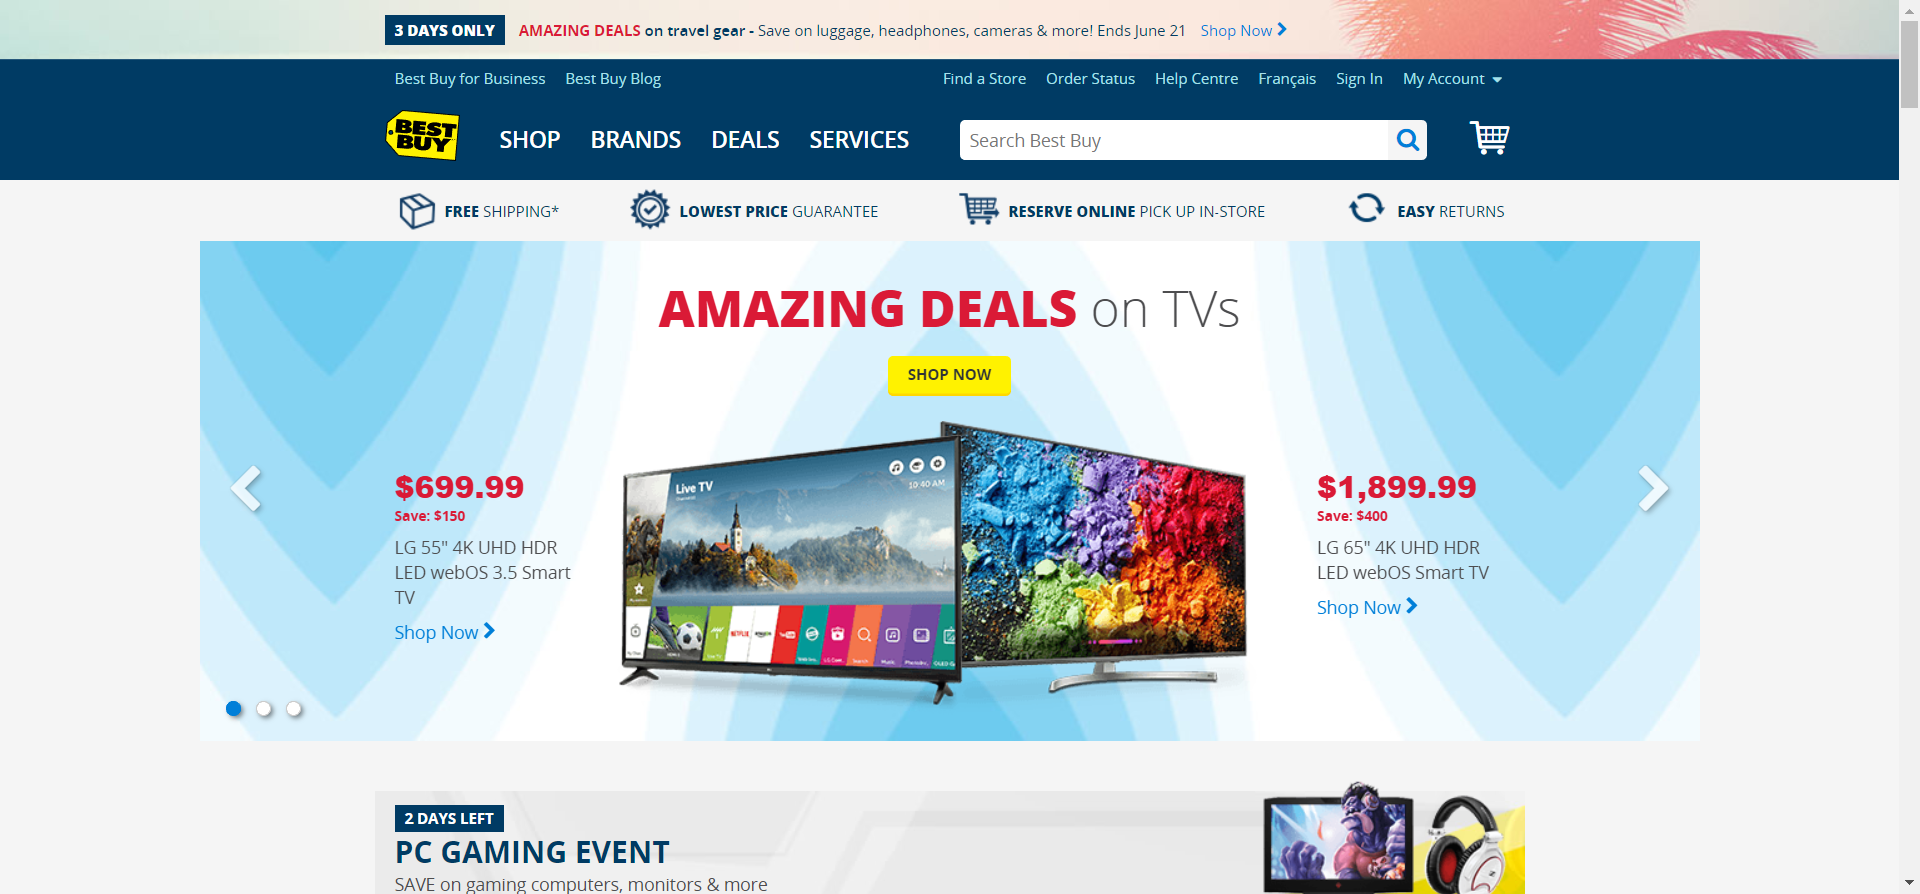 3 DAYS ONLY AMAZING DEALS on travel gear - Save on luggage, headphones, cameras & more! Ends June 21 Shop Now
Best Buy for Business Best Buy Blog Find a Store Order Status Help Centre Français Sign In My Account
BEST BUY SHOP BRANDS DEALS SERVICES Search Best Buy
FREE SHIPPING* LOWEST PRICE GUARANTEE RESERVE ONLINE PICK UP IN-STORE EASY RETURNS
AMAZING DEALS on TVs
SHOP NOW
Live TV
10:40 AM
NETFLIX
$699.99
Save: $150
LG 55" 4K UHD HDR
LED webOS 3.5 Smart
TV
Shop Now
$1,899.99
Save: $400
LG 65" 4K UHD HDR
LED webOS Smart TV
Shop Now
2 DAYS LEFT
PC GAMING EVENT
SAVE on gaming computers, monitors & more